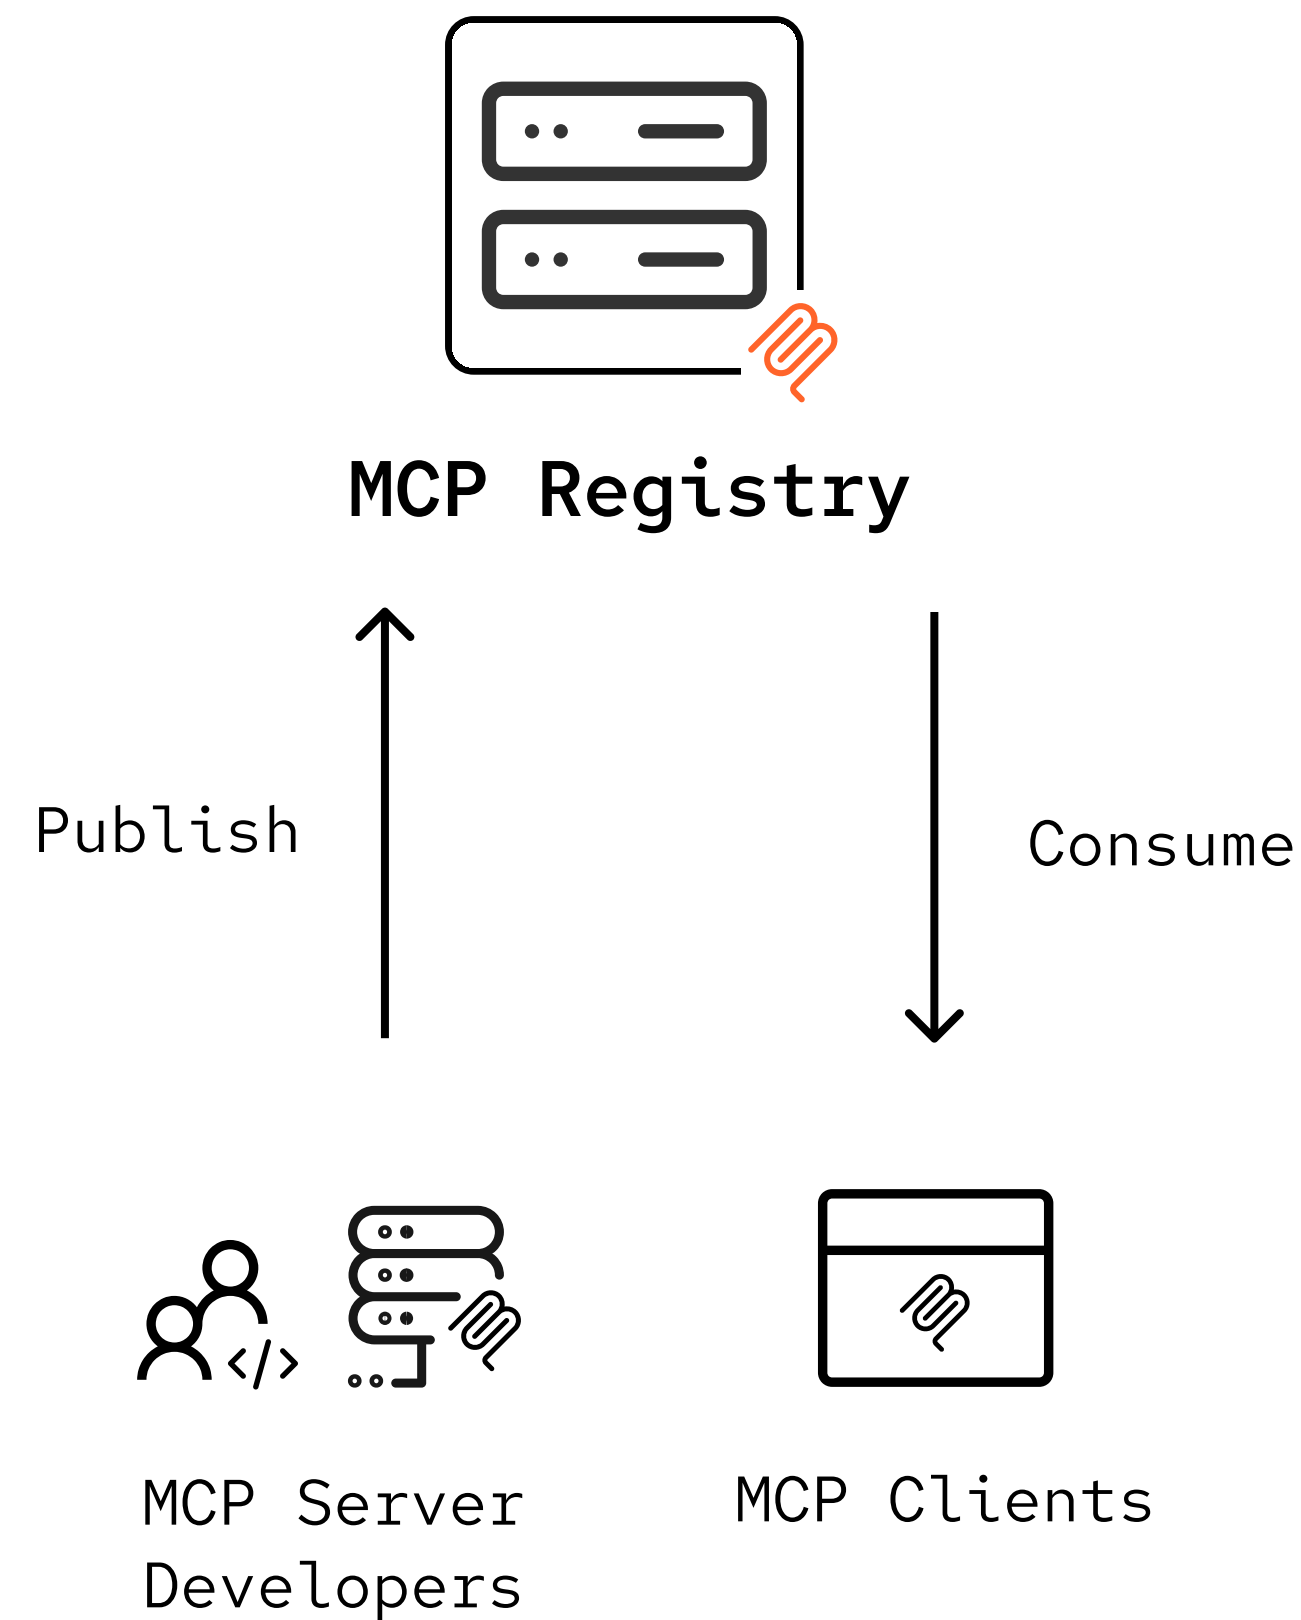 MCP Registry
Publish
Consume
MCP Server
Developers
MCP Clients